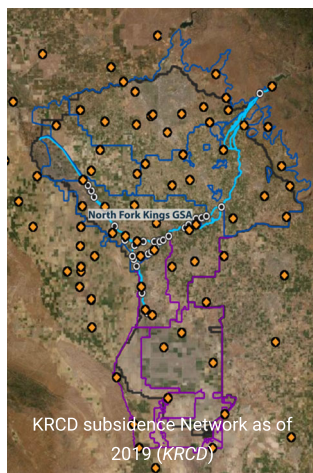 North Fork Kings GSA
KRCD subsidence Network as of
2019 (KRCD)